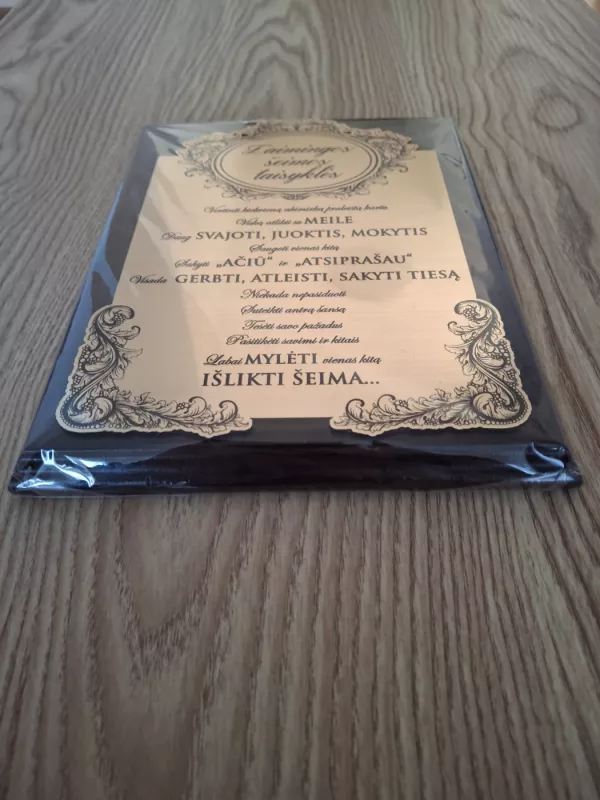 Laimingos
šeimos
taisyklės
Vertinti kiekvieną akimirką praleistą kartu
Viską atlikti su MEILE
Daug SVAJOTI, JUOKTIS, MOKYTIS
Saugoti vienas kitą
Sakyti „AČIŪ“ ir „ATSIPRAŠAU“
Visada GERBTI, ATLEISTI, SAKYTI TIESĄ
Niekada nepasiduoti
Suteikti antrą šansą
Tesėti savo pažadus
Pasitikėti savimi ir kitais
Labai MYLĖTI vienas kitą
IŠLIKTI ŠEIMA...